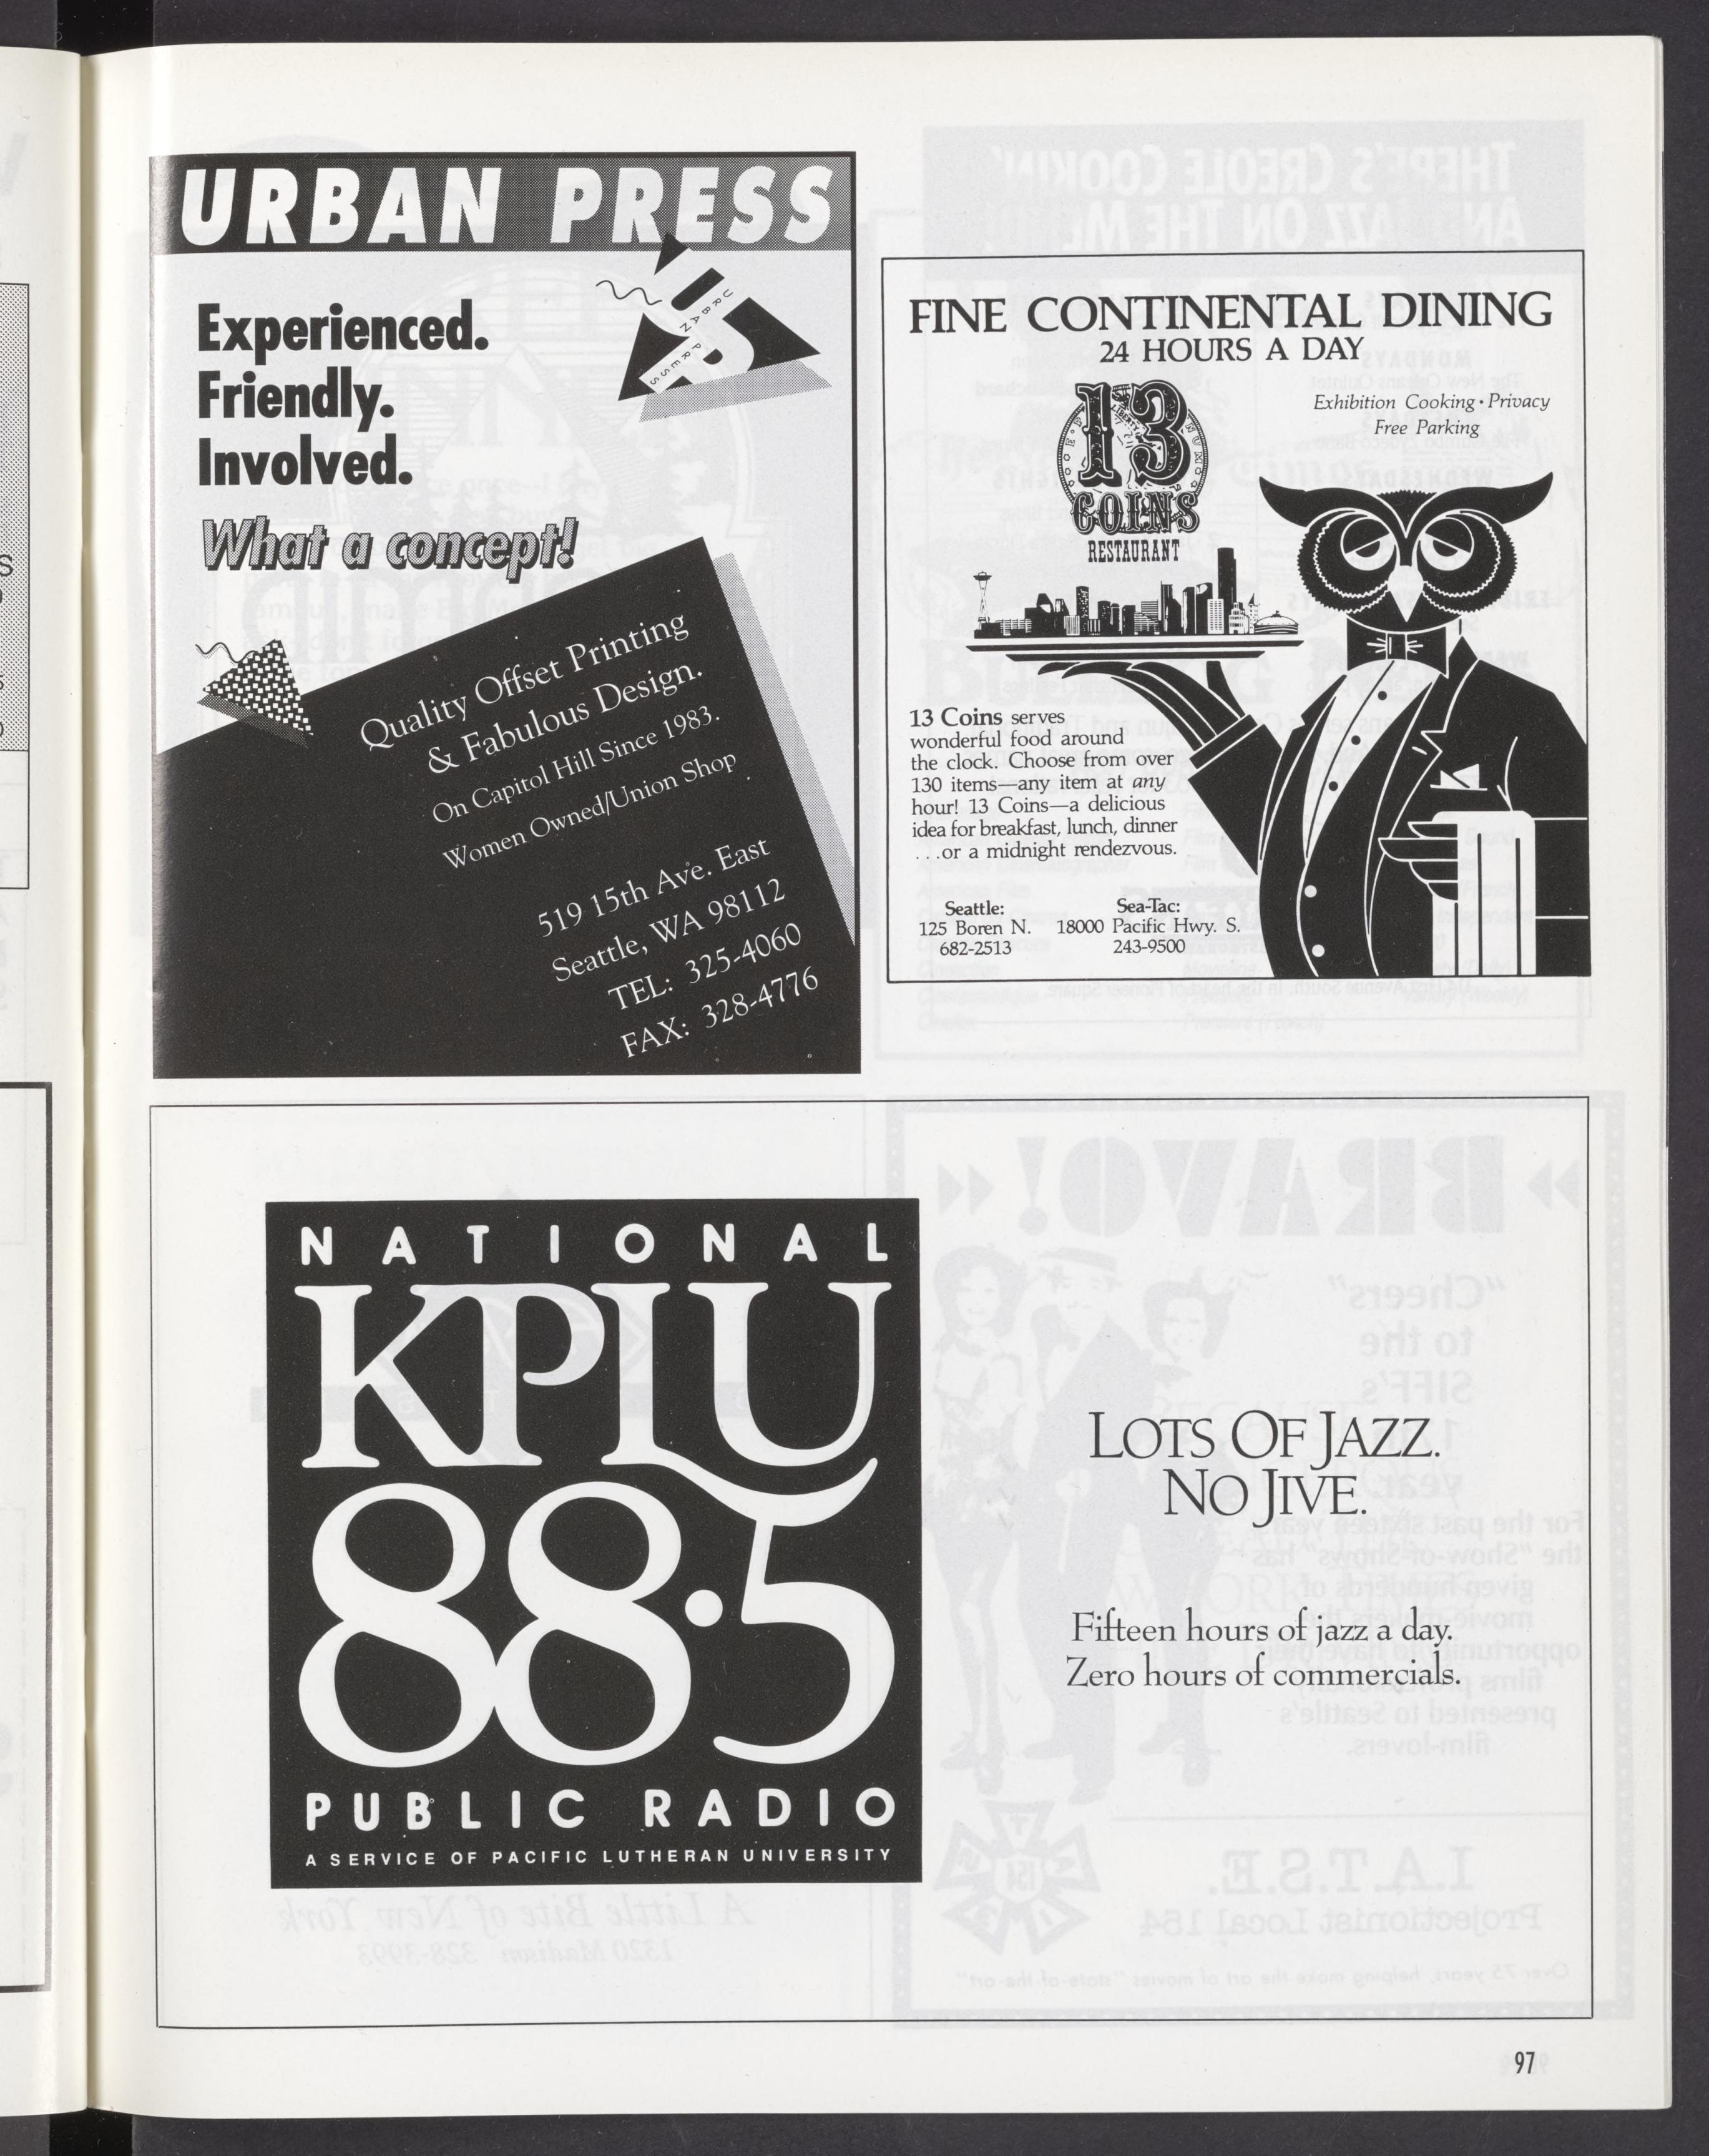 URBAN PRESS
Experienced.
Friendly.
Involved.
What a concept!
URBAN PRESS
Quality Offset Printing
& Fabulous Design.
On Capitol Hill Since 1983.
Women Owned/Union Shop
519 15th Ave. East
Seattle, WA 98112
TEL: 325-4060
FAX: 328-4776
FINE CONTINENTAL DINING
24 HOURS A DAY
Exhibition Cooking • Privacy
Free Parking
LIBERTY
13
COINS
RESTAURANT
13 Coins serves
wonderful food around
the clock. Choose from over
130 items—any item at any
hour! 13 Coins—a delicious
idea for breakfast, lunch, dinner
. . .or a midnight rendezvous.
Seattle:
125 Boren N.
682-2513
Sea-Tac:
18000 Pacific Hwy. S.
243-9500
NATIONAL
KPLU
88.5
PUBLIC RADIO
A SERVICE OF PACIFIC LUTHERAN UNIVERSITY
LOTS OF JAZZ.
NO JIVE.
Fifteen hours of jazz a day.
Zero hours of commercials.
97